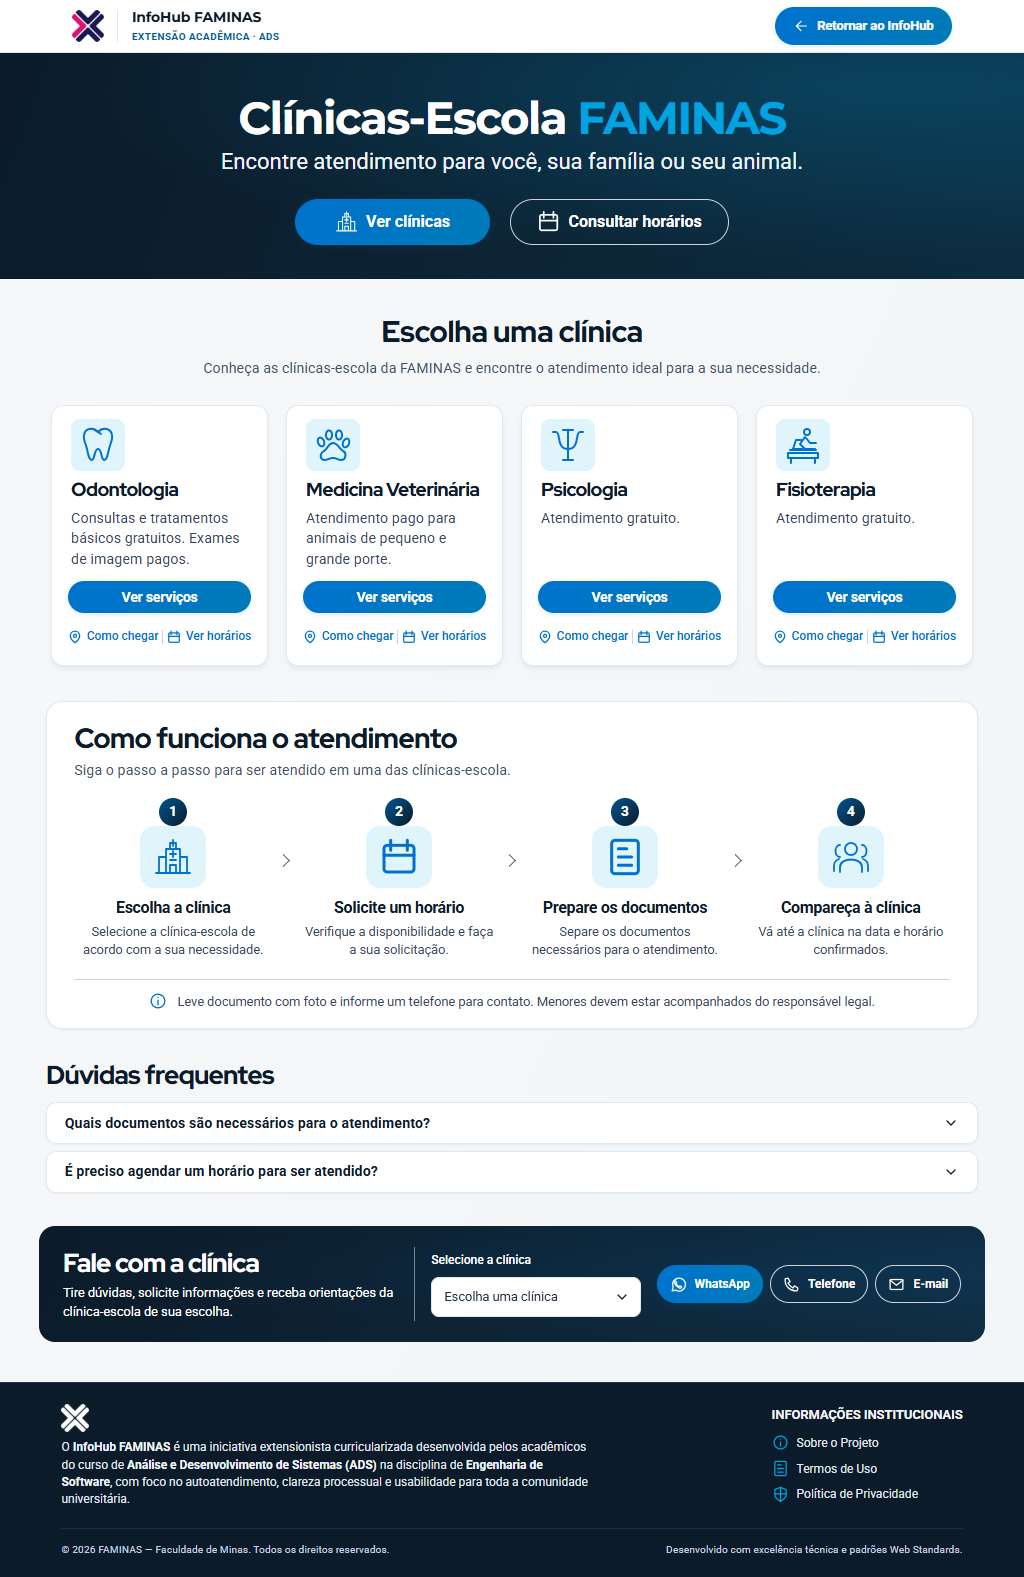 InfoHub FAMINAS
EXTENSÃO ACADÊMICA · ADS
Retornar ao InfoHub
Clínicas-Escola FAMINAS
Encontre atendimento para você, sua família ou seu animal.
Ver clínicas
Consultar horários
Escolha uma clínica
Conheça as clínicas-escola da FAMINAS e encontre o atendimento ideal para a sua necessidade.
Odontologia
Consultas e tratamentos
básicos gratuitos. Exames
de imagem pagos.
Ver serviços
Como chegar
Ver horários
Medicina Veterinária
Atendimento pago para
animais de pequeno e
grande porte.
Ver serviços
Como chegar
Ver horários
Psicologia
Atendimento gratuito.
Ver serviços
Como chegar
Ver horários
Fisioterapia
Atendimento gratuito.
Ver serviços
Como chegar
Ver horários
Como funciona o atendimento
Siga o passo a passo para ser atendido em uma das clínicas-escola.
1
Escolha a clínica
Selecione a clínica-escola de
acordo com a sua necessidade.
2
Solicite um horário
Verifique a disponibilidade e faça
a sua solicitação.
3
Prepare os documentos
Separe os documentos
necessários para o atendimento.
4
Compareça à clínica
Vá até a clínica na data e horário
confirmados.
Leve documento com foto e informe um telefone para contato. Menores devem estar acompanhados do responsável legal.
Dúvidas frequentes
Quais documentos são necessários para o atendimento?
É preciso agendar um horário para ser atendido?
Fale com a clínica
Tire dúvidas, solicite informações e receba orientações da
clínica-escola de sua escolha.
Selecione a clínica
Escolha uma clínica
WhatsApp
Telefone
E-mail
O InfoHub FAMINAS é uma iniciativa extensionista curricularizada desenvolvida pelos acadêmicos
do curso de Análise e Desenvolvimento de Sistemas (ADS) na disciplina de Engenharia de
Software, com foco no autoatendimento, clareza processual e usabilidade para toda a comunidade
universitária.
INFORMAÇÕES INSTITUCIONAIS
Sobre o Projeto
Termos de Uso
Política de Privacidade
© 2026 FAMINAS — Faculdade de Minas. Todos os direitos reservados.
Desenvolvido com excelência técnica e padrões Web Standards.